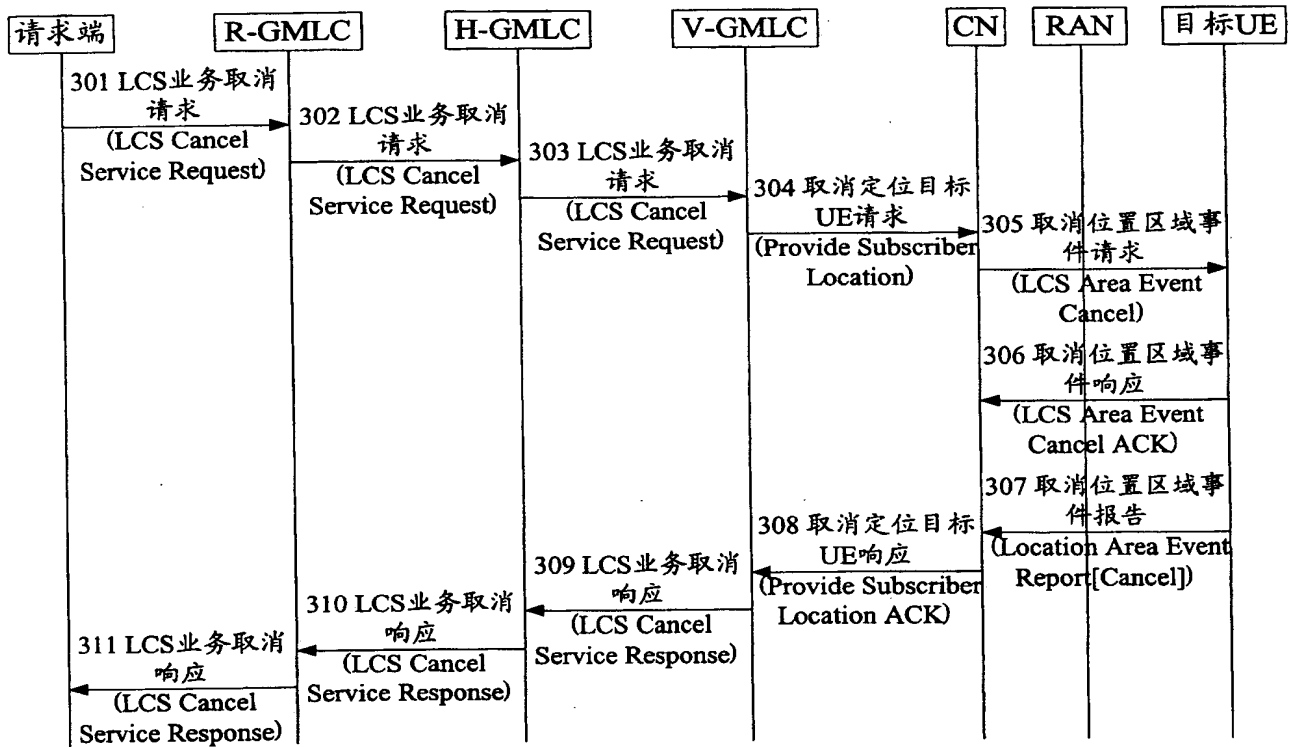 请求端
R-GMLC
H-GMLC
V-GMLC
CN
RAN
目标UE
301 LCS业务取消
请求
(LCS Cancel
Service Request)
302 LCS业务取消
请求
(LCS Cancel
Service Request)
303 LCS业务取消
请求
(LCS Cancel
Service Request)
304 取消定位目标
UE请求
(Provide Subscriber
Location)
305 取消位置区域事
件请求
(LCS Area Event
Cancel)
306 取消位置区域事
件响应
(LCS Area Event
Cancel ACK)
307 取消位置区域事
件报告
(Location Area Event
Report[Cancel])
308 取消定位目标
UE响应
(Provide Subscriber
Location ACK)
309 LCS业务取消
响应
(LCS Cancel
Service Response)
310 LCS业务取消
响应
(LCS Cancel
Service Response)
311 LCS业务取消
响应
(LCS Cancel
Service Response)